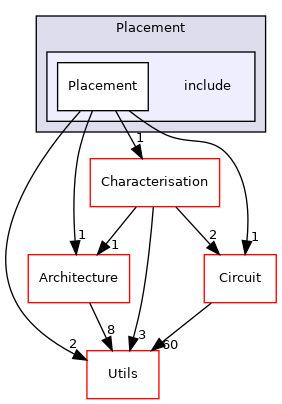 Placement
Placement include
1
Characterisation
1 1 2 1
Architecture Circuit
2 8 3 60
Utils